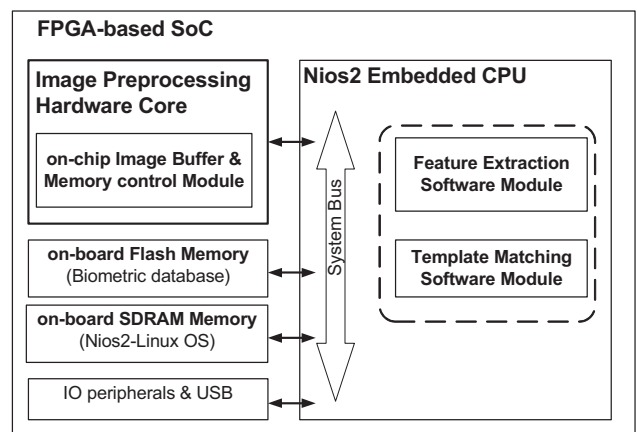 FPGA-based SoC
Image Preprocessing
Hardware Core
on-chip Image Buffer &
Memory control Module
on-board Flash Memory
(Biometric database)
on-board SDRAM Memory
(Nios2-Linux OS)
IO peripherals & USB
Nios2 Embedded CPU
System Bus
Feature Extraction
Software Module
Template Matching
Software Module